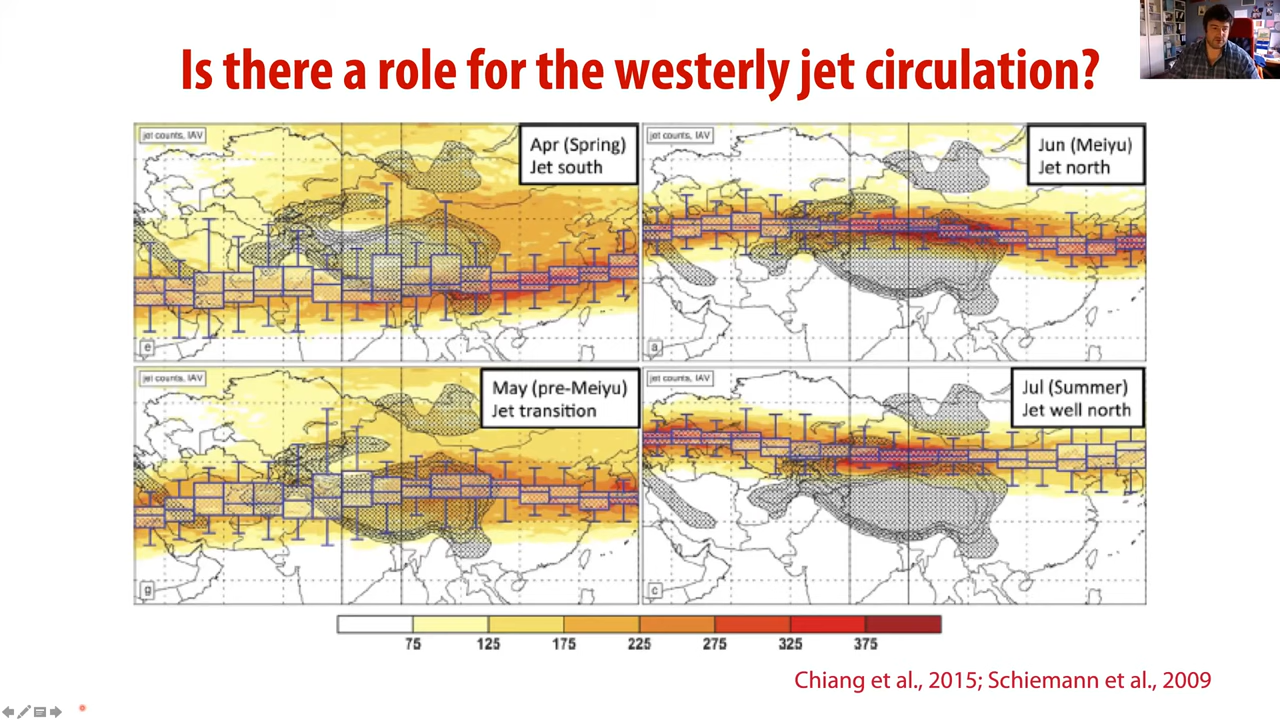 Is there a role for the westerly jet circulation?
jet counts, IAV
Apr (Spring)
Jet south
e
jet counts, IAV
Jun (Meiyu)
Jet north
a
jet counts, IAV
May (pre-Meiyu)
Jet transition
g
jet counts, IAV
Jul (Summer)
Jet well north
c
75 125 175 225 275 325 375
Chiang et al., 2015; Schiemann et al., 2009